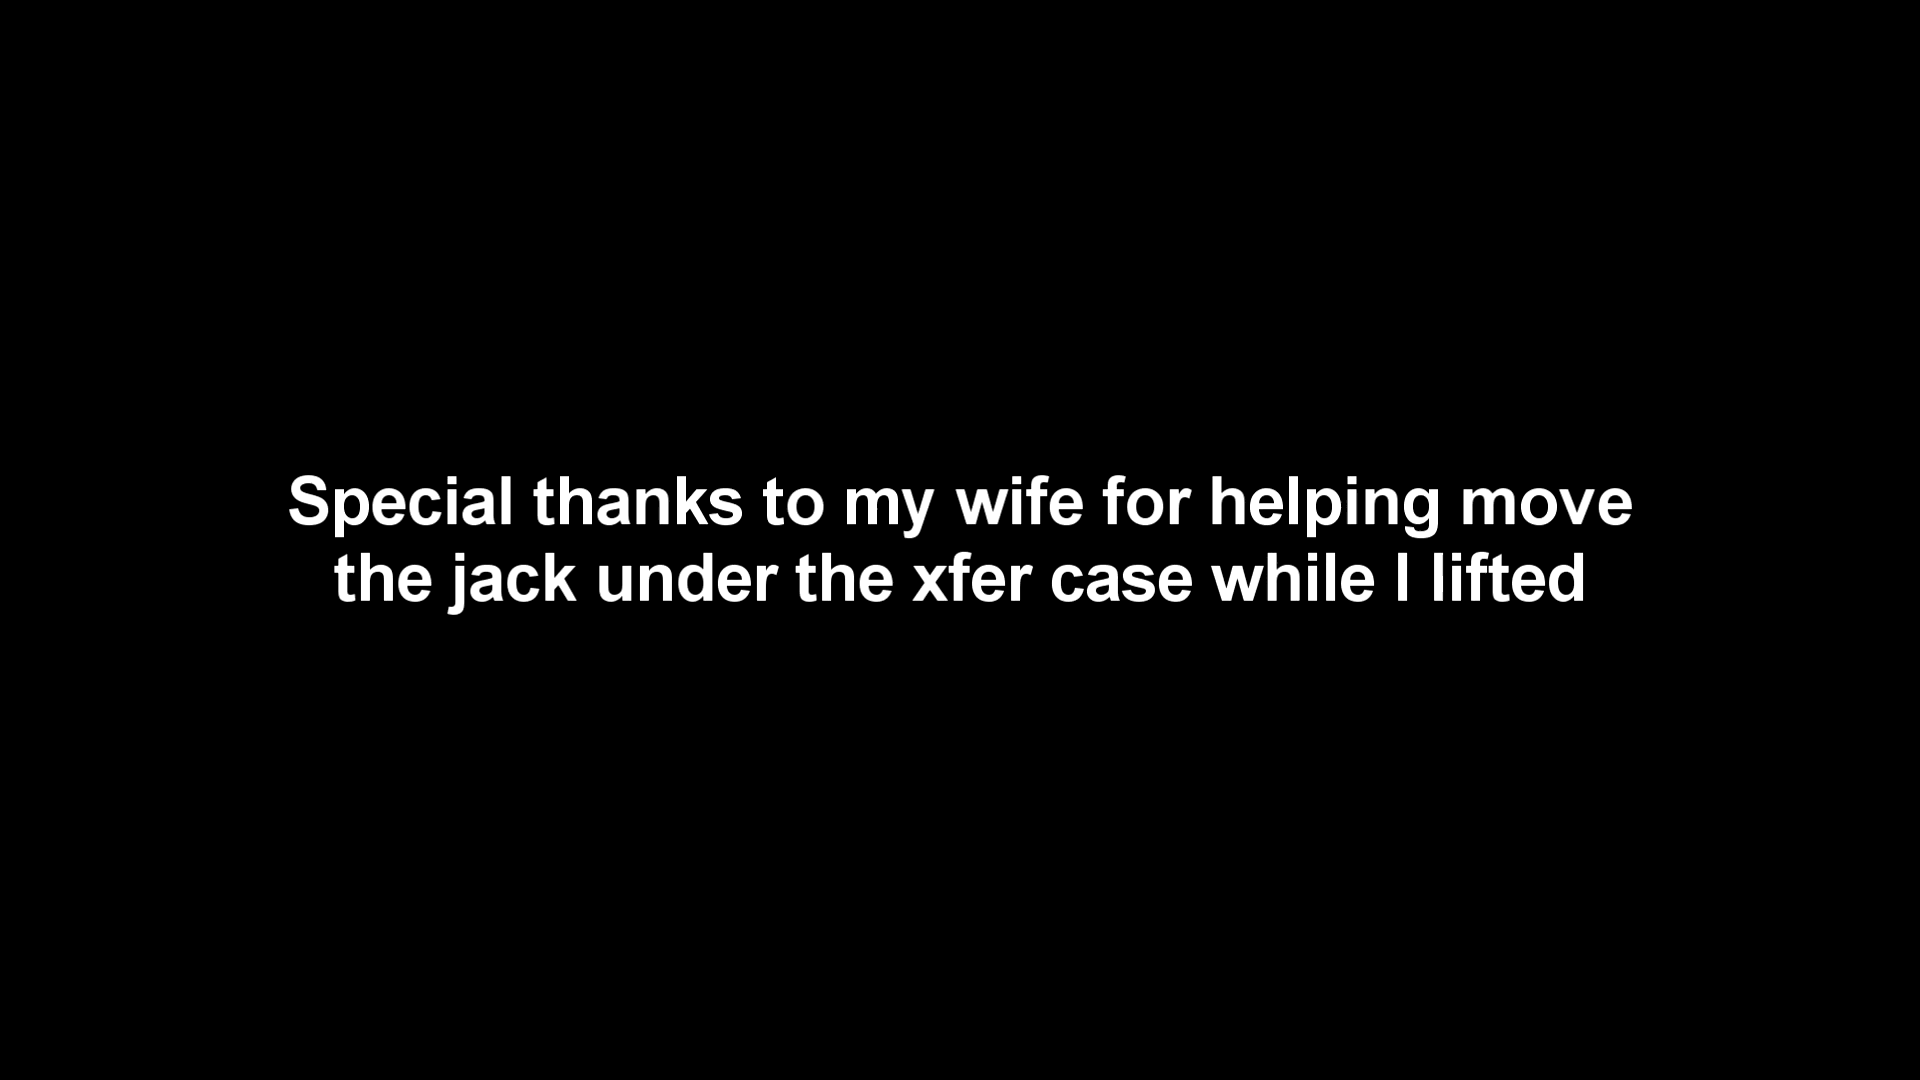 Special thanks to my wife for helping move
the jack under the xfer case while I lifted